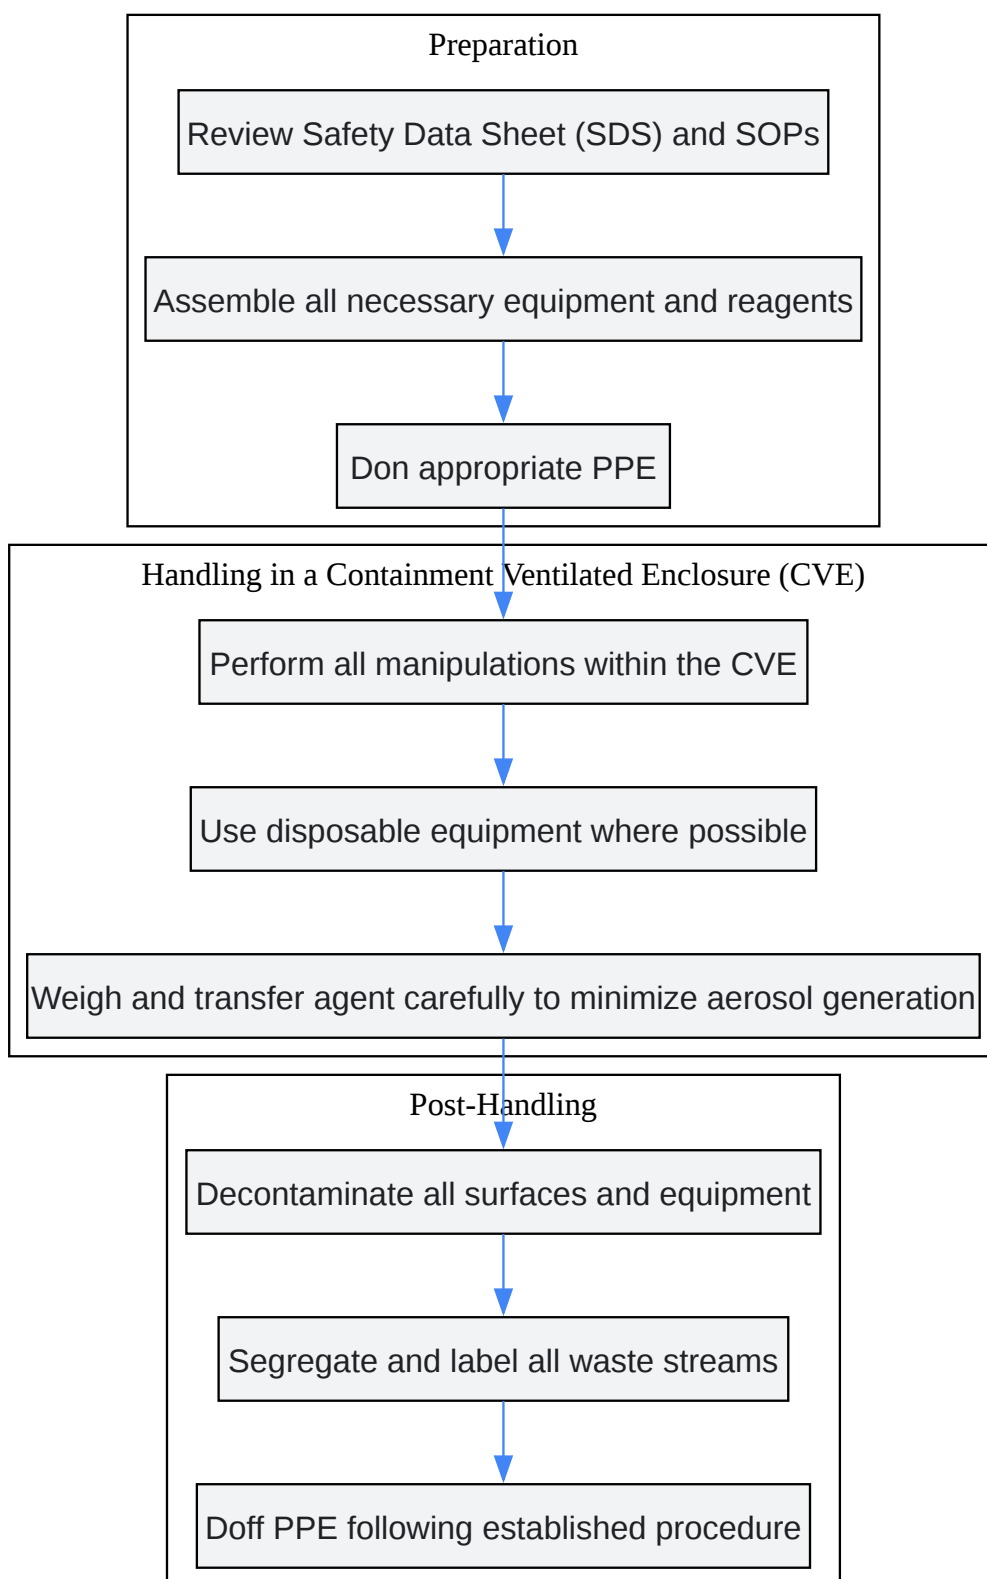 Preparation
Review Safety Data Sheet (SDS) and SOPs
Assemble all necessary equipment and reagents
Don appropriate PPE
Handling in a Containment Ventilated Enclosure (CVE)
Perform all manipulations within the CVE
Use disposable equipment where possible
Weigh and transfer agent carefully to minimize aerosol generation
Post-Handling
Decontaminate all surfaces and equipment
Segregate and label all waste streams
Doff PPE following established procedure